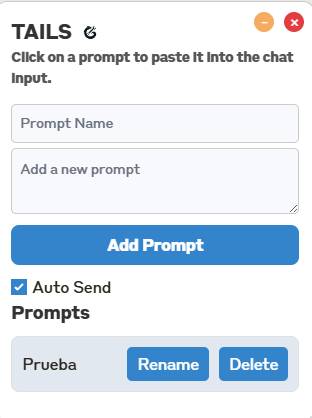 TAILS
Click on a prompt to paste it into the chat
input.
Prompt Name
Add a new prompt
Add Prompt
Auto Send
Prompts
Prueba Rename Delete